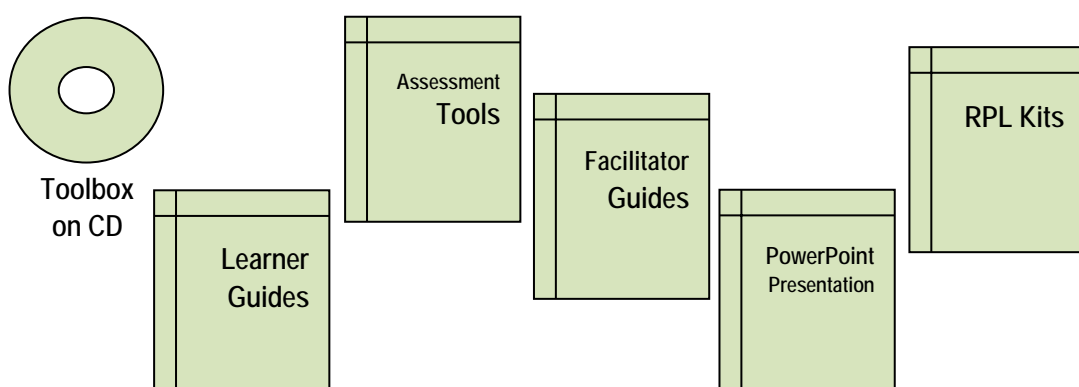 Toolbox
on CD
Learner
Guides
Assessment
Tools
Facilitator
Guides
PowerPoint
Presentation
RPL Kits